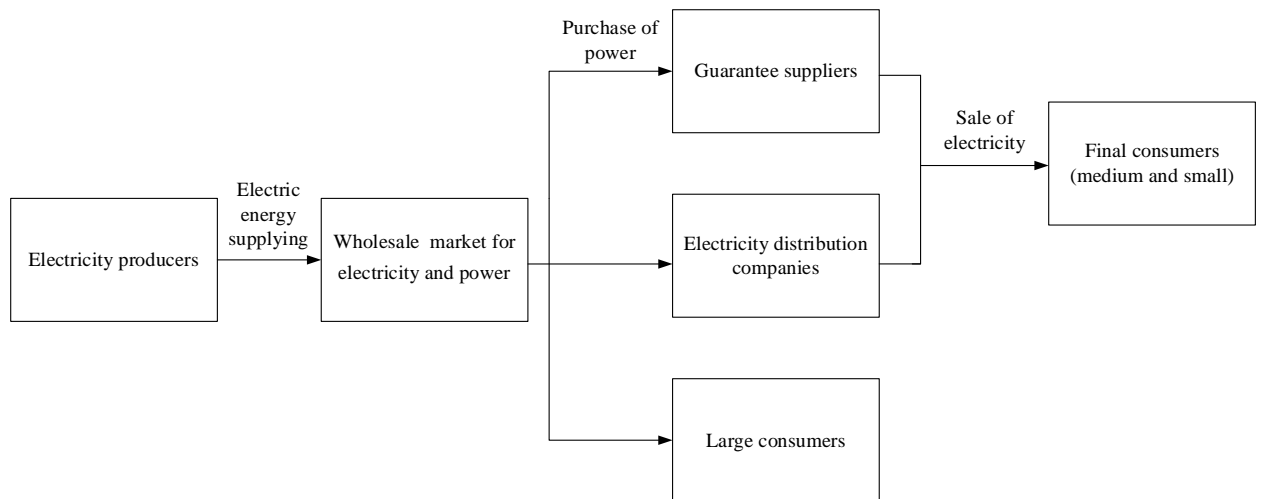 Electricity producers
Electric
energy
supplying
Wholesale market for
electricity and power
Purchase of
power
Guarantee suppliers
Electricity distribution
companies
Large consumers
Sale of
electricity
Final consumers
(medium and small)